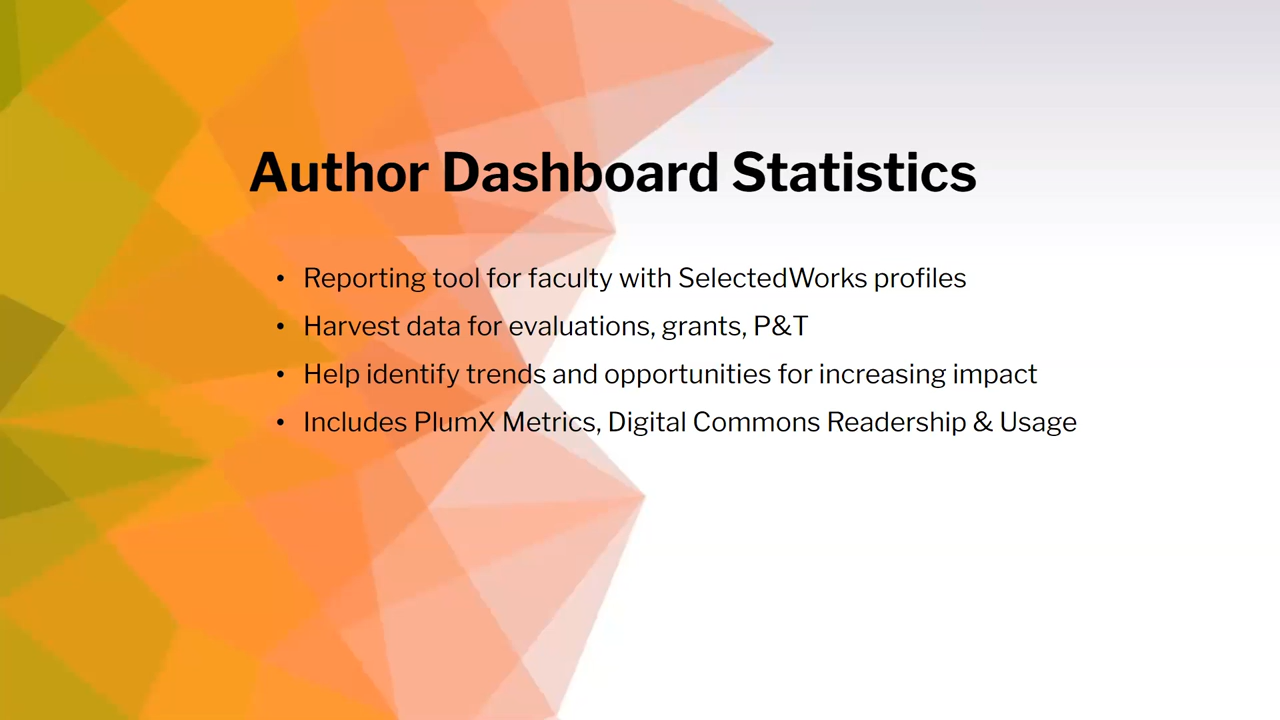 Author Dashboard Statistics
• Reporting tool for faculty with SelectedWorks profiles
• Harvest data for evaluations, grants, P&T
• Help identify trends and opportunities for increasing impact
• Includes PlumX Metrics, Digital Commons Readership & Usage